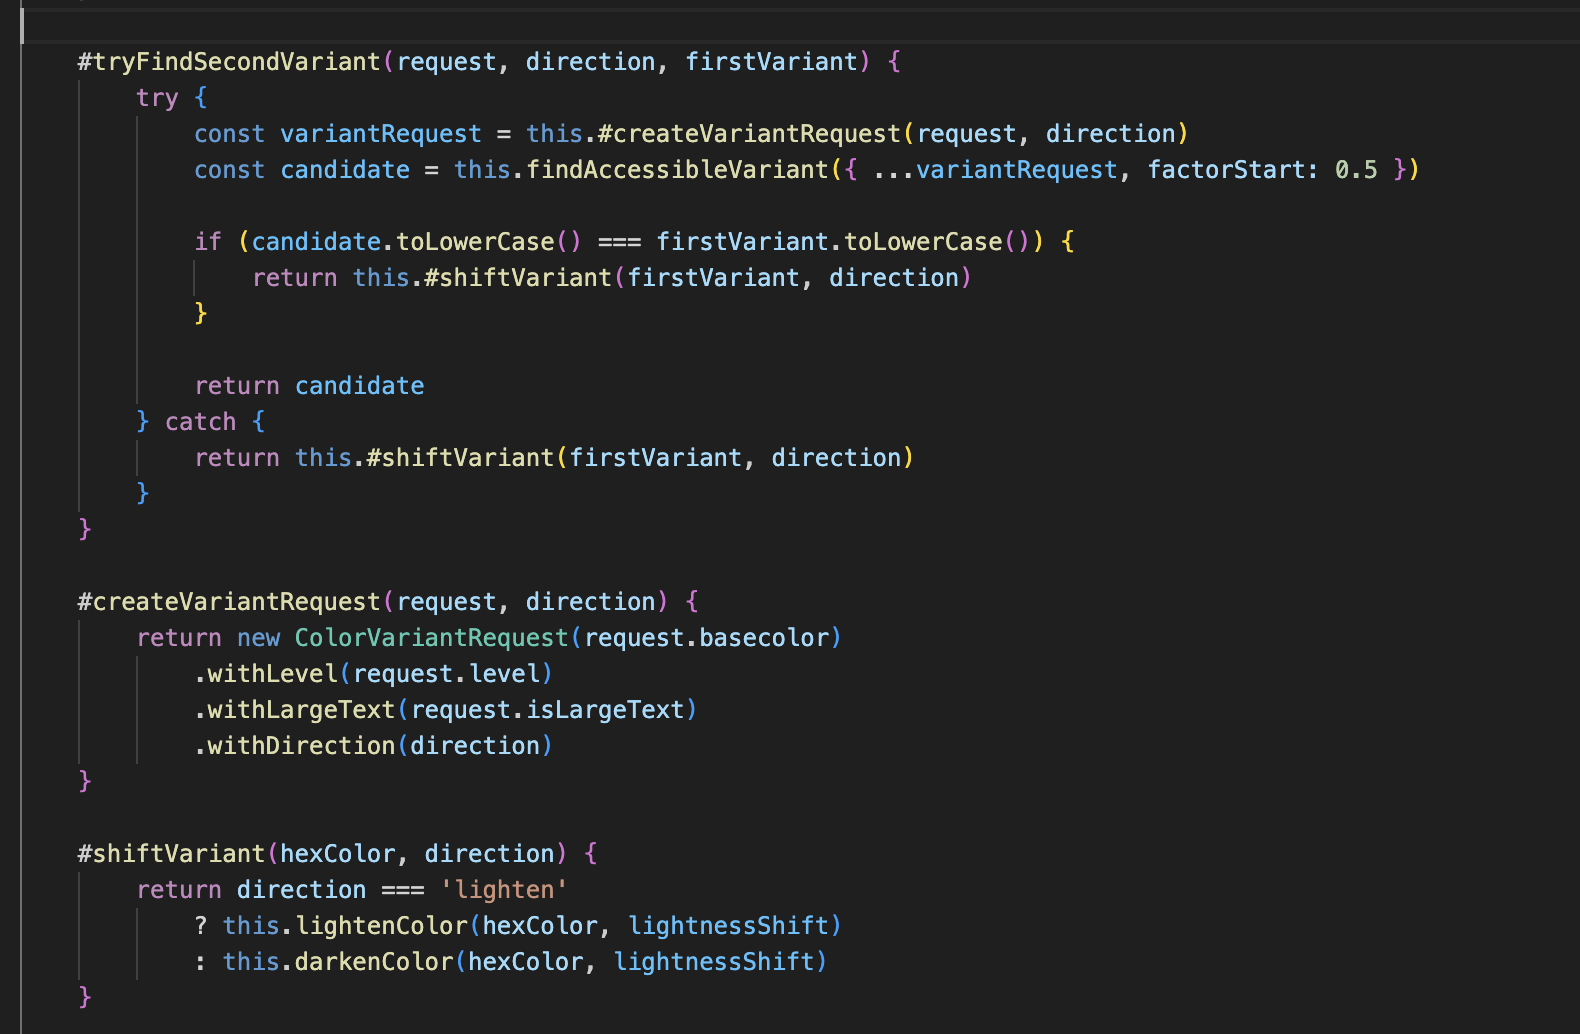 #tryFindSecondVariant(request, direction, firstVariant) {
try {
const variantRequest = this.#createVariantRequest(request, direction)
const candidate = this.findAccessibleVariant({ ...variantRequest, factorStart: 0.5 })
if (candidate.toLowerCase() === firstVariant.toLowerCase()) {
return this.#shiftVariant(firstVariant, direction)
}
return candidate
} catch {
return this.#shiftVariant(firstVariant, direction)
}
}
#createVariantRequest(request, direction) {
return new ColorVariantRequest(request.basecolor)
.withLevel(request.level)
.withLargeText(request.isLargeText)
.withDirection(direction)
}
#shiftVariant(hexColor, direction) {
return direction === 'lighten'
? this.lightenColor(hexColor, lightnessShift)
: this.darkenColor(hexColor, lightnessShift)
}